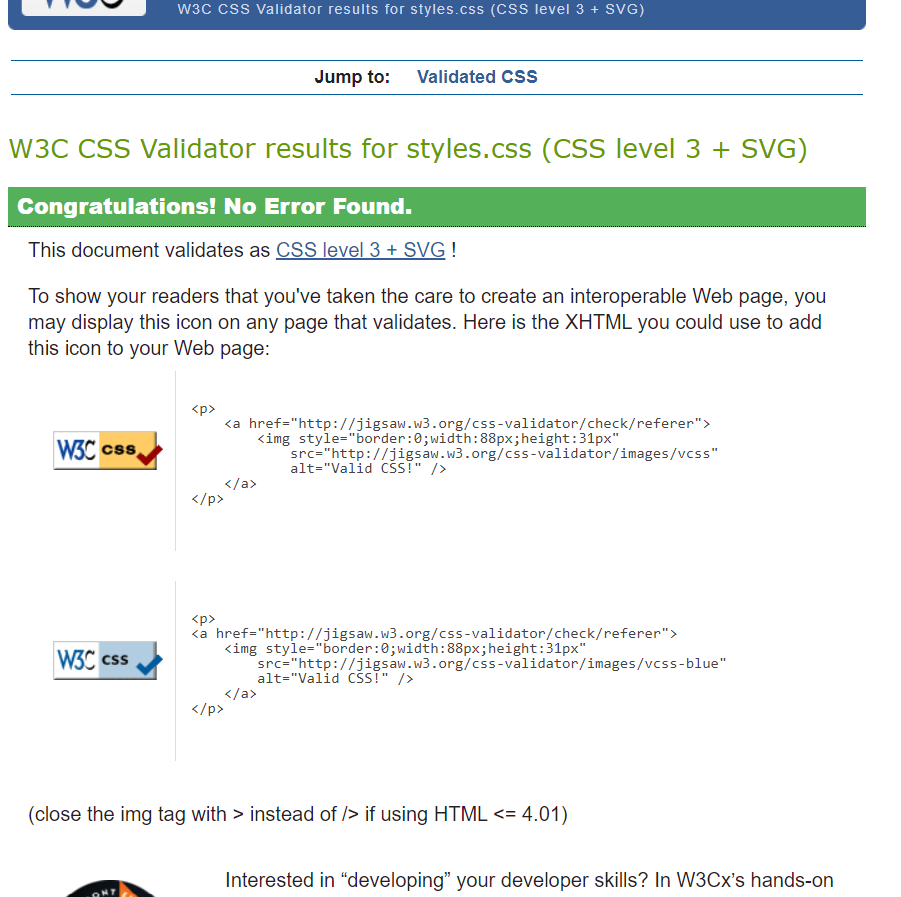 W3C CSS Validator results for styles.css (CSS level 3 + SVG)
Jump to: Validated CSS
W3C CSS Validator results for styles.css (CSS level 3 + SVG)
Congratulations! No Error Found.
This document validates as CSS level 3 + SVG !
To show your readers that you've taken the care to create an interoperable Web page, you
may display this icon on any page that validates. Here is the XHTML you could use to add
this icon to your Web page:
W3C css
<p>
    <a href="http://jigsaw.w3.org/css-validator/check/referer">
        <img style="border:0;width:88px;height:31px"
            src="http://jigsaw.w3.org/css-validator/images/vcss"
            alt="Valid CSS!" />
    </a>
</p>
W3C css
<p>
<a href="http://jigsaw.w3.org/css-validator/check/referer">
    <img style="border:0;width:88px;height:31px"
        src="http://jigsaw.w3.org/css-validator/images/vcss-blue"
        alt="Valid CSS!" />
    </a>
</p>
(close the img tag with > instead of /> if using HTML <= 4.01)
Interested in “developing” your developer skills? In W3Cx’s hands-on